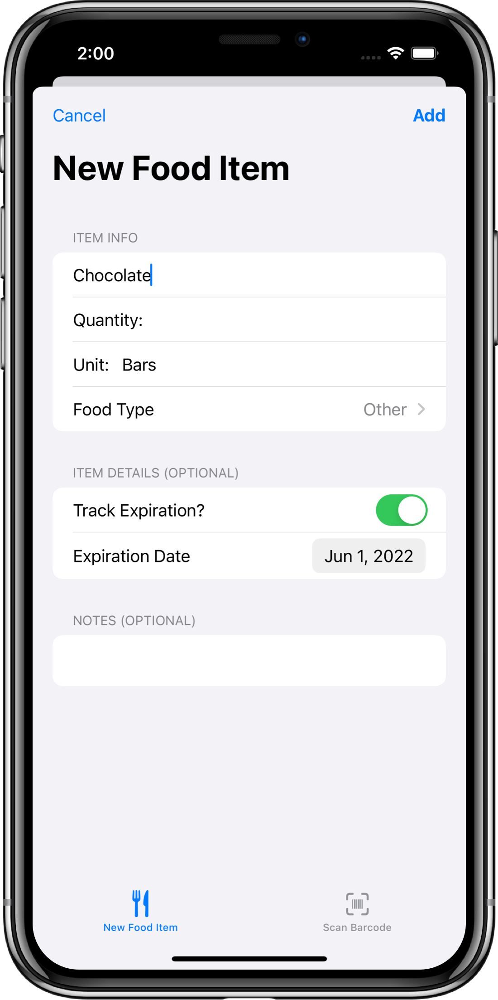 2:00
Cancel Add
New Food Item
ITEM INFO
Chocolate
Quantity:
Unit: Bars
Food Type Other
ITEM DETAILS (OPTIONAL)
Track Expiration?
Expiration Date Jun 1, 2022
NOTES (OPTIONAL)
New Food Item Scan Barcode